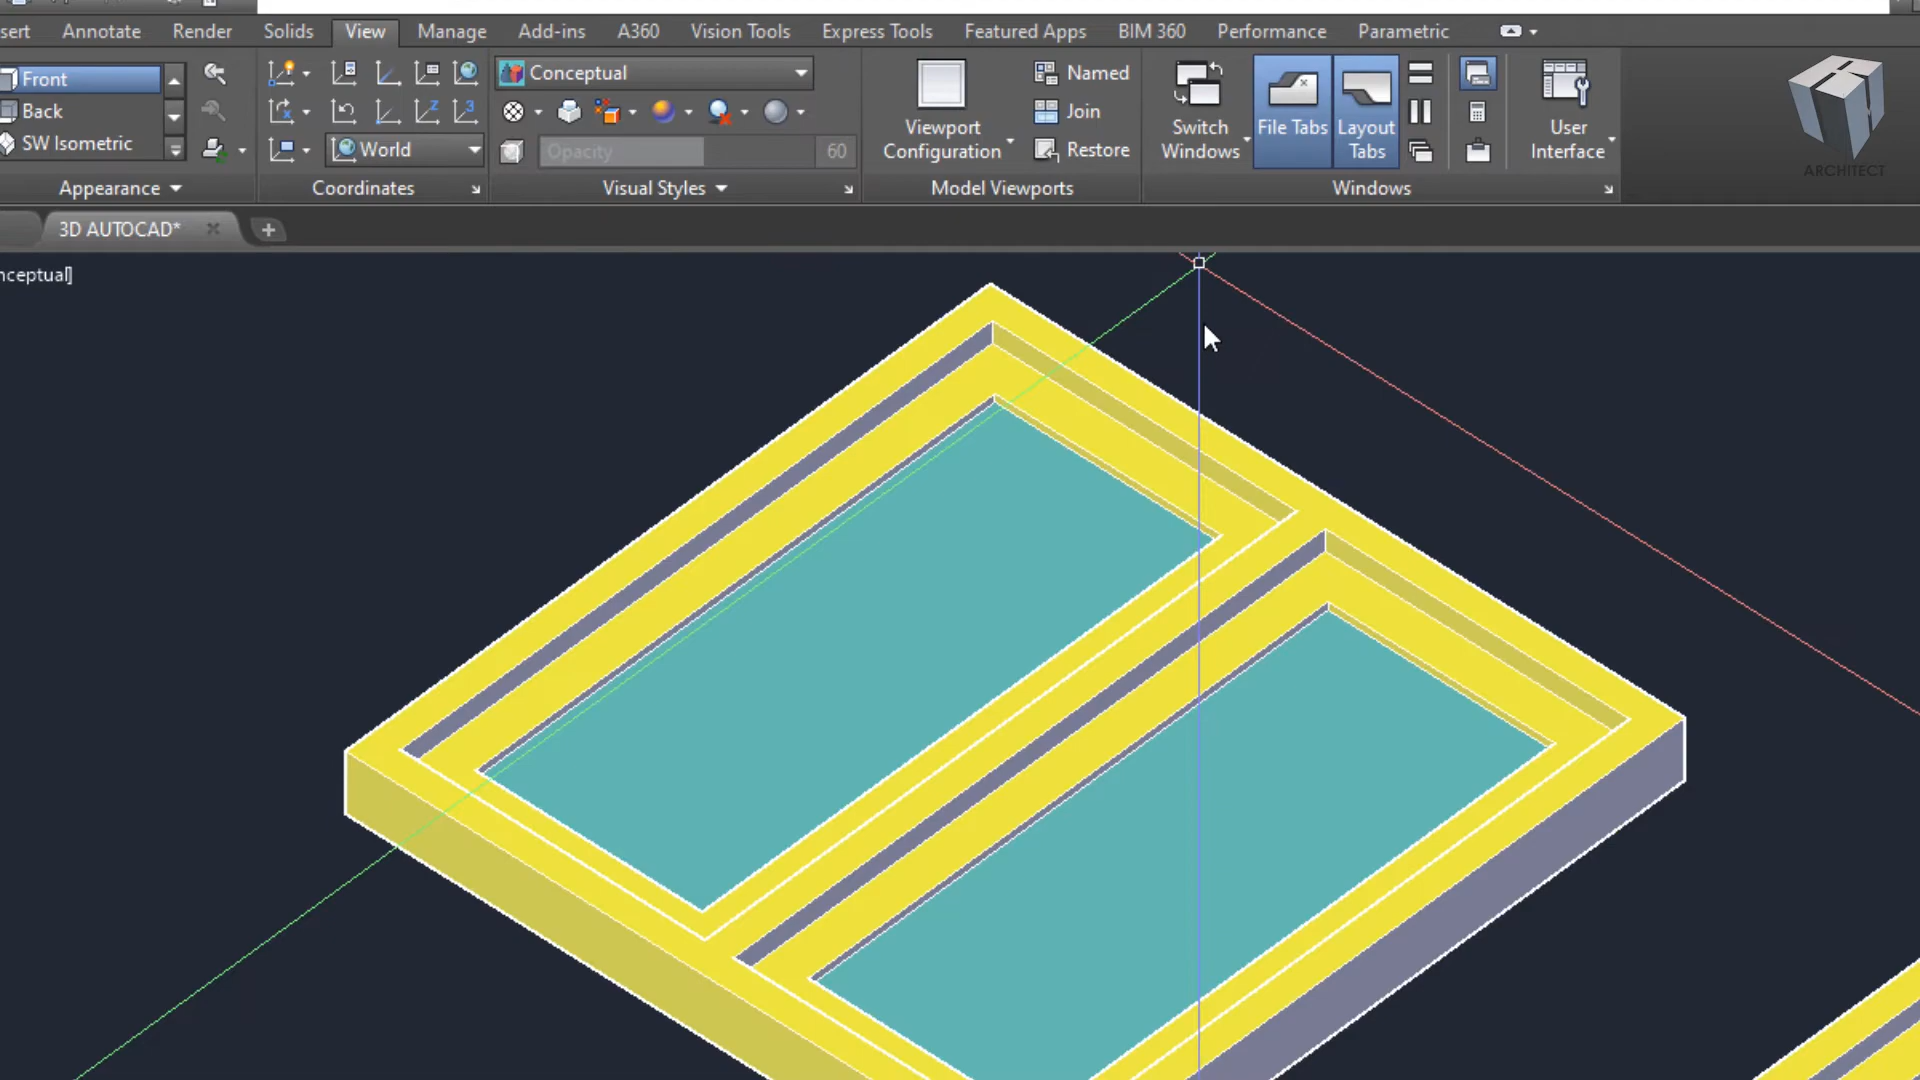 sert Annotate Render Solids View Manage Add-ins A360 Vision Tools Express Tools Featured Apps BIM 360 Performance Parametric
Front
Back
SW Isometric
Appearance
World
Coordinates
Conceptual
Opacity 60
Visual Styles
Viewport
Configuration
Named
Join
Restore
Model Viewports
Switch
Windows
File Tabs
Layout
Tabs
Windows
User
Interface
ARCHITECT
3D AUTOCAD*
nceptual]